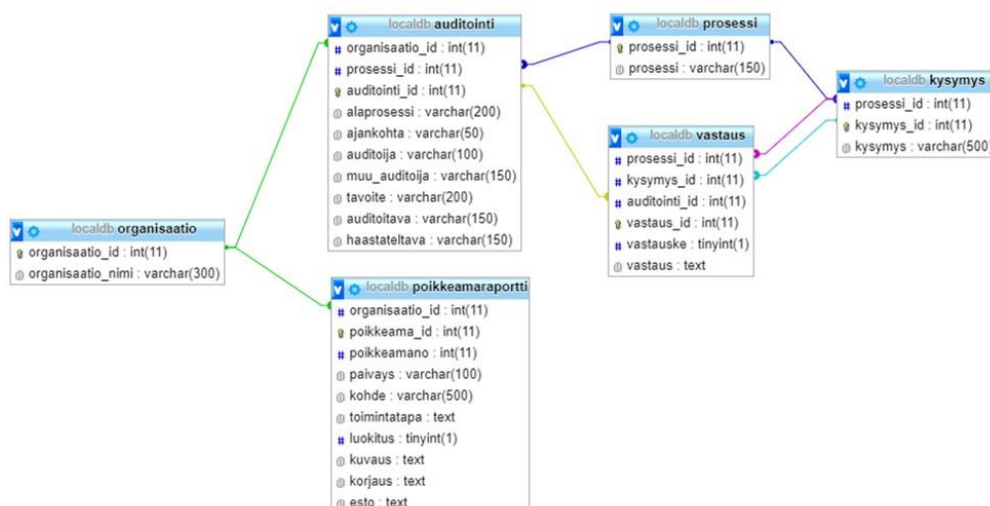 localdb auditointi
# organisaatio_id : int(11)
# prosessi_id : int(11)
auditointi_id : int(11)
alaprosessi : varchar(200)
ajankohta : varchar(50)
auditoija : varchar(100)
muu_auditoija : varchar(150)
tavoite : varchar(200)
auditoitava : varchar(150)
haastateltava : varchar(150)
localdb prosessi
prosessi_id : int(11)
prosessi : varchar(150)
localdb kysymys
# prosessi_id : int(11)
kysymys_id : int(11)
kysymys : varchar(500)
localdb vastaus
# prosessi_id : int(11)
# kysymys_id : int(11)
# auditointi_id : int(11)
vastaus_id : int(11)
# vastauske : tinyint(1)
vastaus : text
localdb organisaatio
organisaatio_id : int(11)
organisaatio_nimi : varchar(300)
localdb poikkeamaraportti
# organisaatio_id : int(11)
poikkeama_id : int(11)
# poikkeamano : int(11)
paivays : varchar(100)
kohde : varchar(500)
toimintatapa : text
# luokitus : tinyint(1)
kuvaus : text
korjaus : text
esto : text